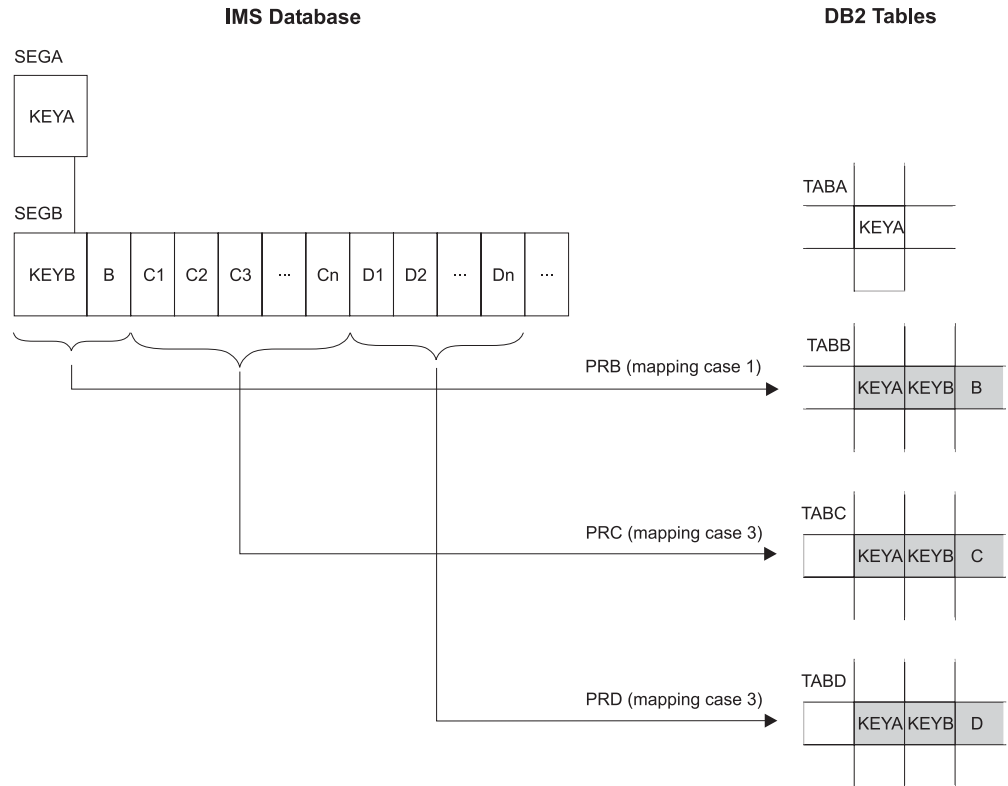 IMS Database
DB2 Tables
SEGA
KEYA
SEGB
KEYB B C1 C2 C3 ... Cn D1 D2 ... Dn ...
TABA
KEYA
PRB (mapping case 1)
TABB
KEYA KEYB B
PRC (mapping case 3)
TABC
KEYA KEYB C
PRD (mapping case 3)
TABD
KEYA KEYB D